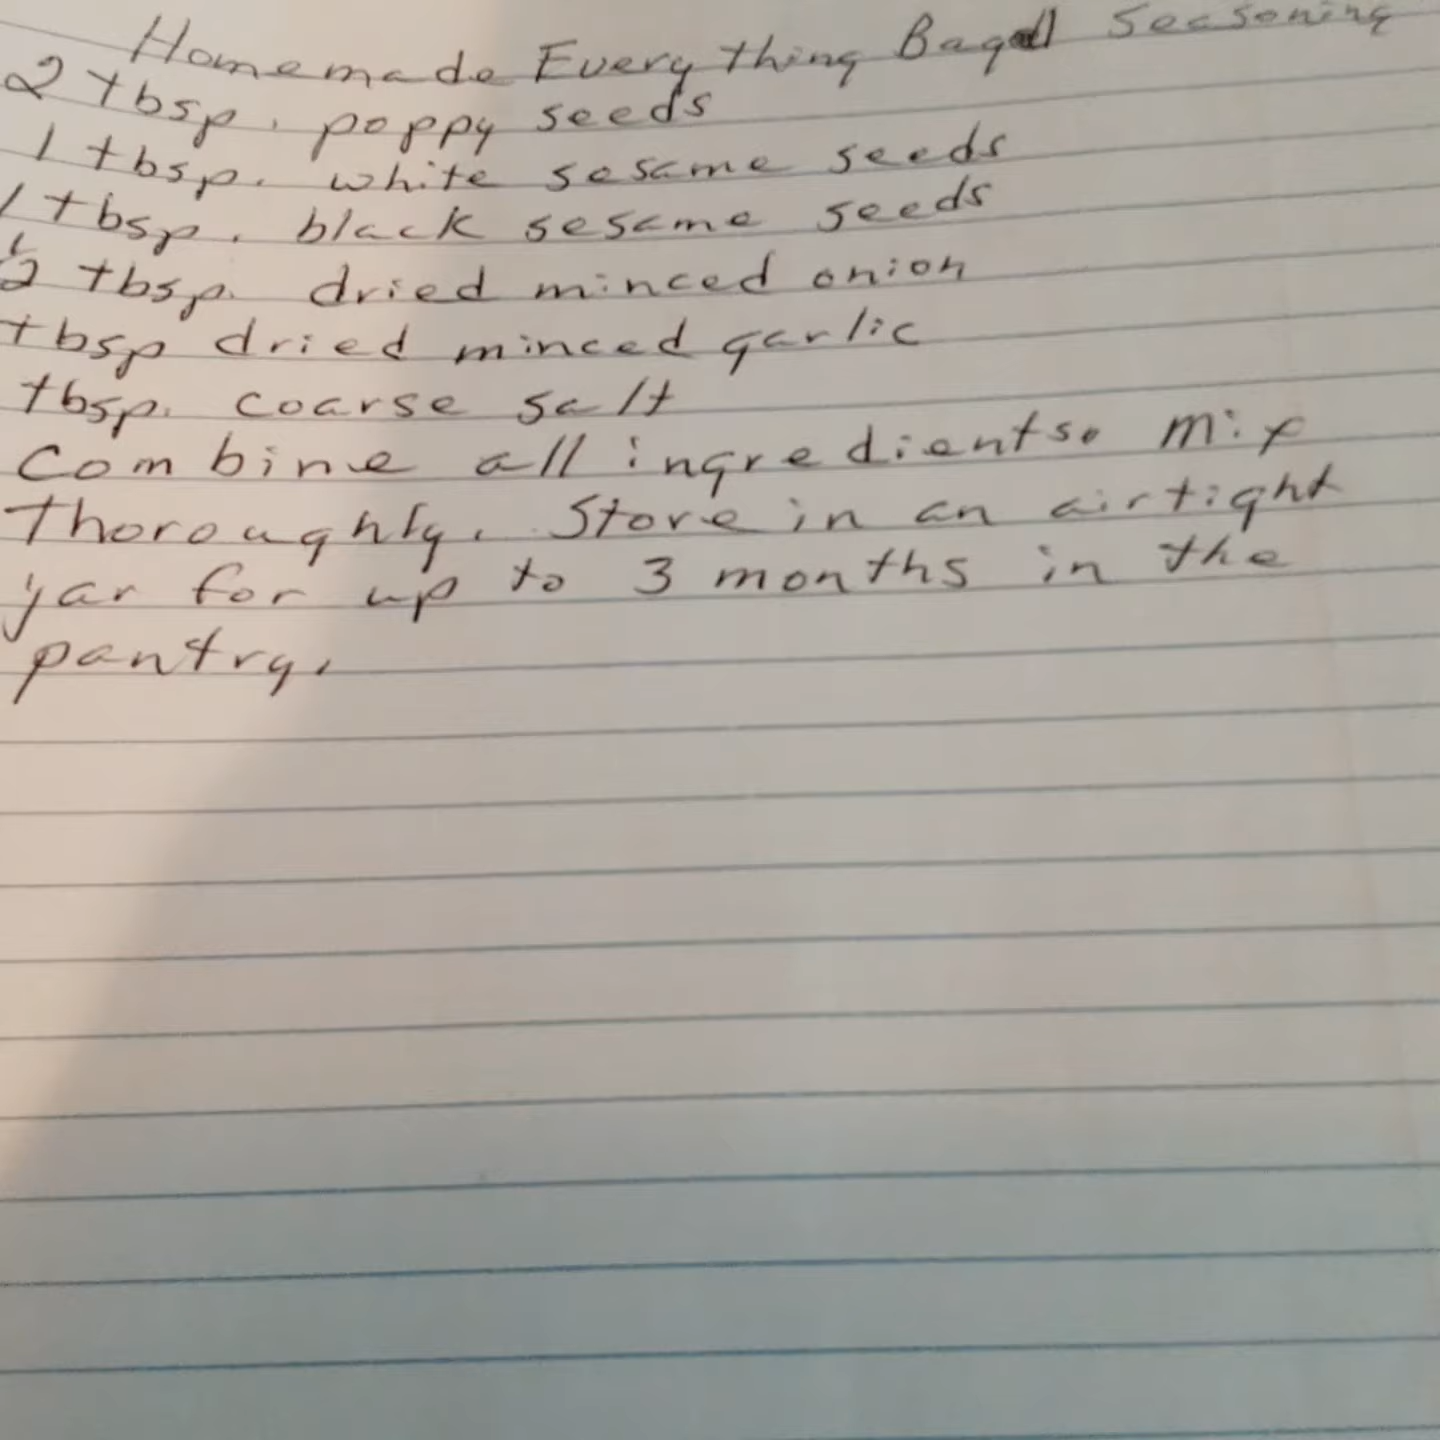 Homemade Everything Bagel Seasoning
2 tbsp. poppy seeds
1 tbsp. white sesame seeds
1 tbsp. black sesame seeds
tbsp. dried minced onion
tbsp dried minced garlic
tbsp. coarse salt
Combine all ingredients. Mix
Thoroughly. Store in an airtight
jar for up to 3 months in the
pantry.